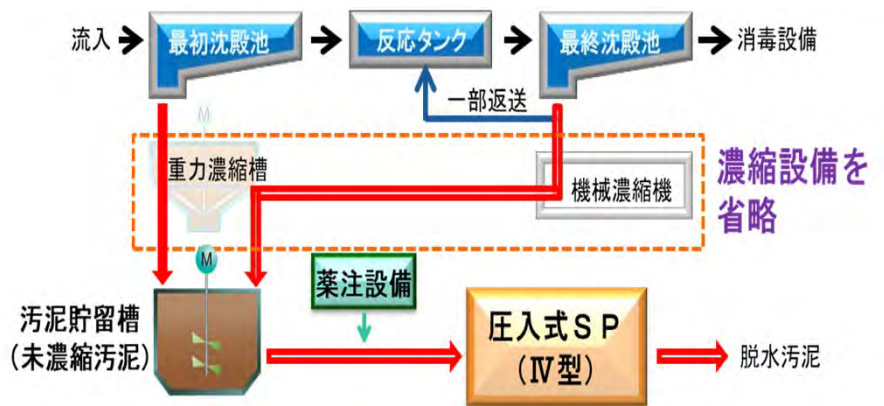 流入
最初沈殿池
反応タンク
最終沈殿池
消毒設備
一部返送
M
重力濃縮槽
機械濃縮機
濃縮設備を
省略
M
汚泥貯留槽
（未濃縮汚泥）
薬注設備
圧入式ＳＰ
（Ⅳ型）
脱水汚泥